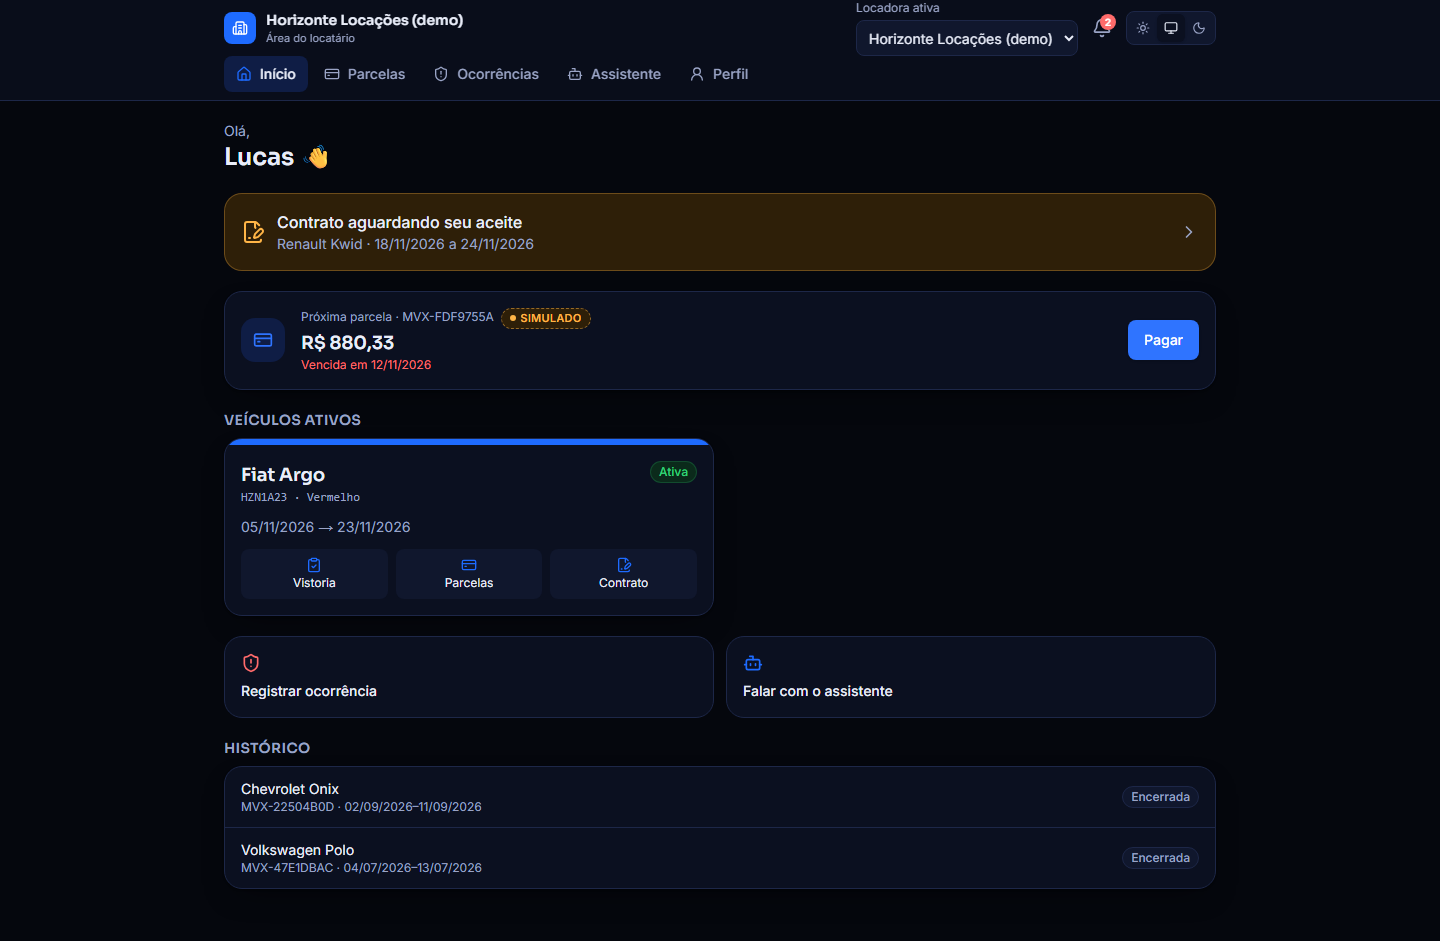 Horizonte Locações (demo)
Área do locatário
Locadora ativa
Horizonte Locações (demo)
2
Início
Parcelas
Ocorrências
Assistente
Perfil
Olá,
Lucas 👋
Contrato aguardando seu aceite
Renault Kwid · 18/11/2026 a 24/11/2026
Próxima parcela · MVX-FDF9755A
SIMULADO
R$ 880,33
Vencida em 12/11/2026
Pagar
VEÍCULOS ATIVOS
Fiat Argo
Ativa
HZN1A23 · Vermelho
05/11/2026 → 23/11/2026
Vistoria
Parcelas
Contrato
Registrar ocorrência
Falar com o assistente
HISTÓRICO
Chevrolet Onix
MVX-22504B0D · 02/09/2026–11/09/2026
Encerrada
Volkswagen Polo
MVX-47E1DBAC · 04/07/2026–13/07/2026
Encerrada